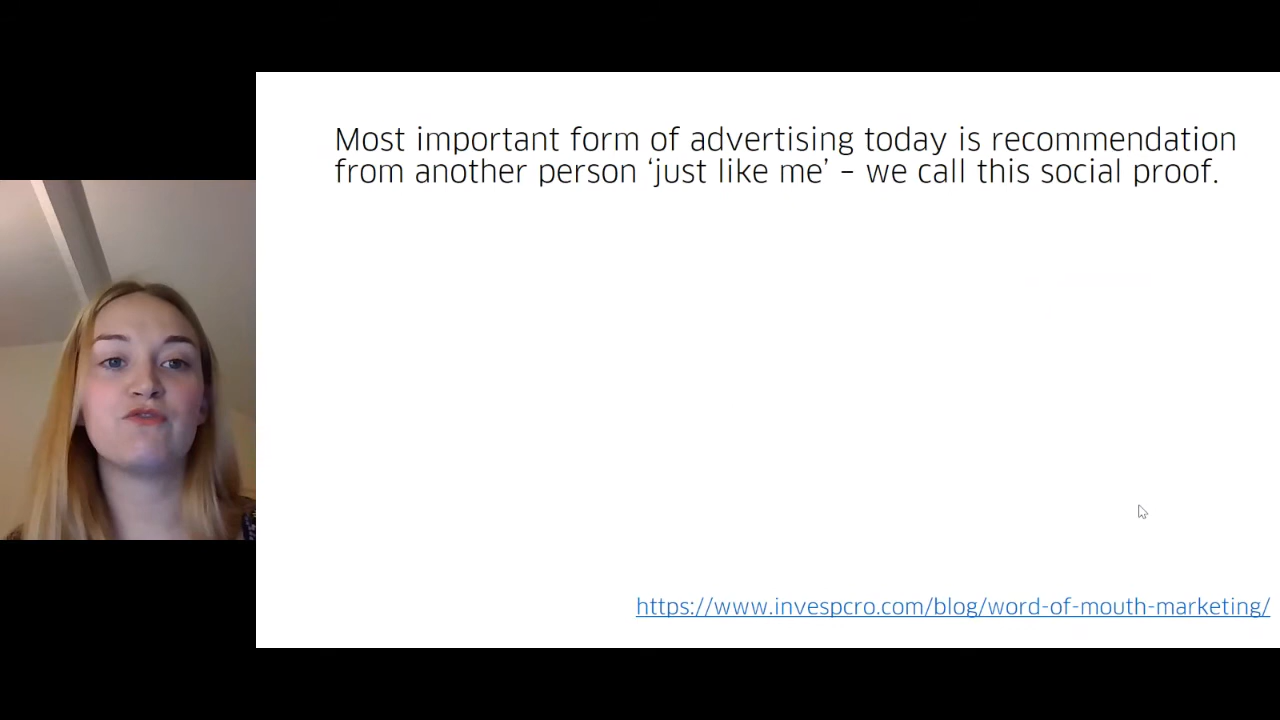 Most important form of advertising today is recommendation
from another person ‘just like me’ – we call this social proof.
https://www.invespcro.com/blog/word-of-mouth-marketing/